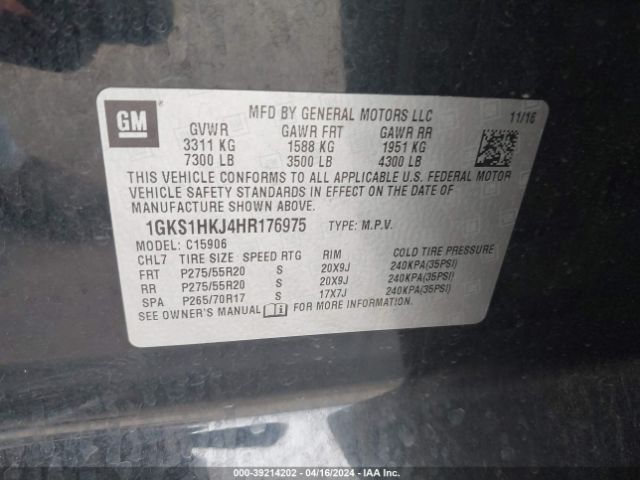 GM
MFD BY GENERAL MOTORS LLC 11/16
GVWR GAWR FRT GAWR RR
3311 KG 1588 KG 1951 KG
7300 LB 3500 LB 4300 LB
THIS VEHICLE CONFORMS TO ALL APPLICABLE U.S. FEDERAL MOTOR
VEHICLE SAFETY STANDARDS IN EFFECT ON THE DATE OF
MANUFACTURE SHOWN ABOVE.
1GKS1HKJ4HR176975 TYPE: M.P.V.
MODEL: C15906
CHL7 TIRE SIZE SPEED RTG RIM COLD TIRE PRESSURE
FRT P275/55R20 S 20X9J 240KPA(35PSI)
RR P275/55R20 S 20X9J 240KPA(35PSI)
SPA P265/70R17 S 17X7J 240KPA(35PSI)
SEE OWNER'S MANUAL FOR MORE INFORMATION.
000-39214202 - 04/16/2024 - IAA Inc.